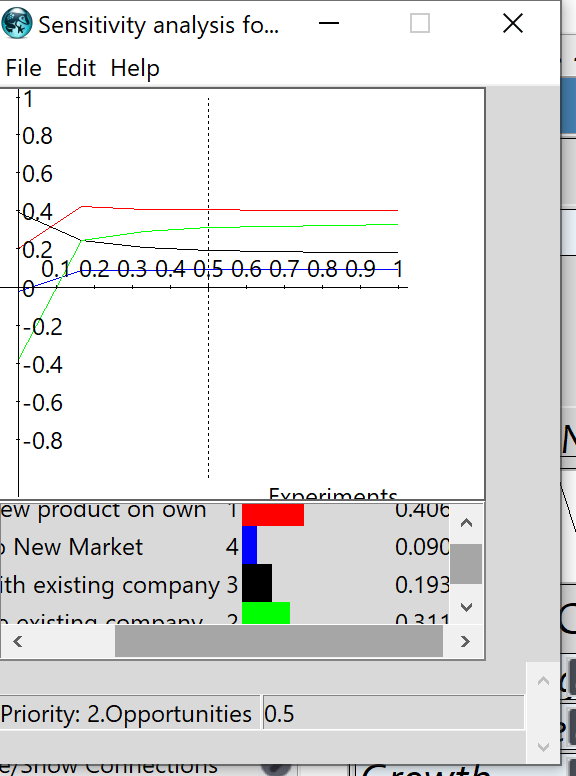 Sensitivity analysis fo...
File Edit Help
1
0.8
0.6
0.4
0.2
0.1 0.2 0.3 0.4 0.5 0.6 0.7 0.8 0.9 1
0
-0.2
-0.4
-0.6
-0.8
Experiments
ew product on own 1 0.406
o New Market 4 0.090
ith existing company 3 0.193
existing company 2 0.311
Priority: 2.Opportunities 0.5
e/Show Connections
Growth